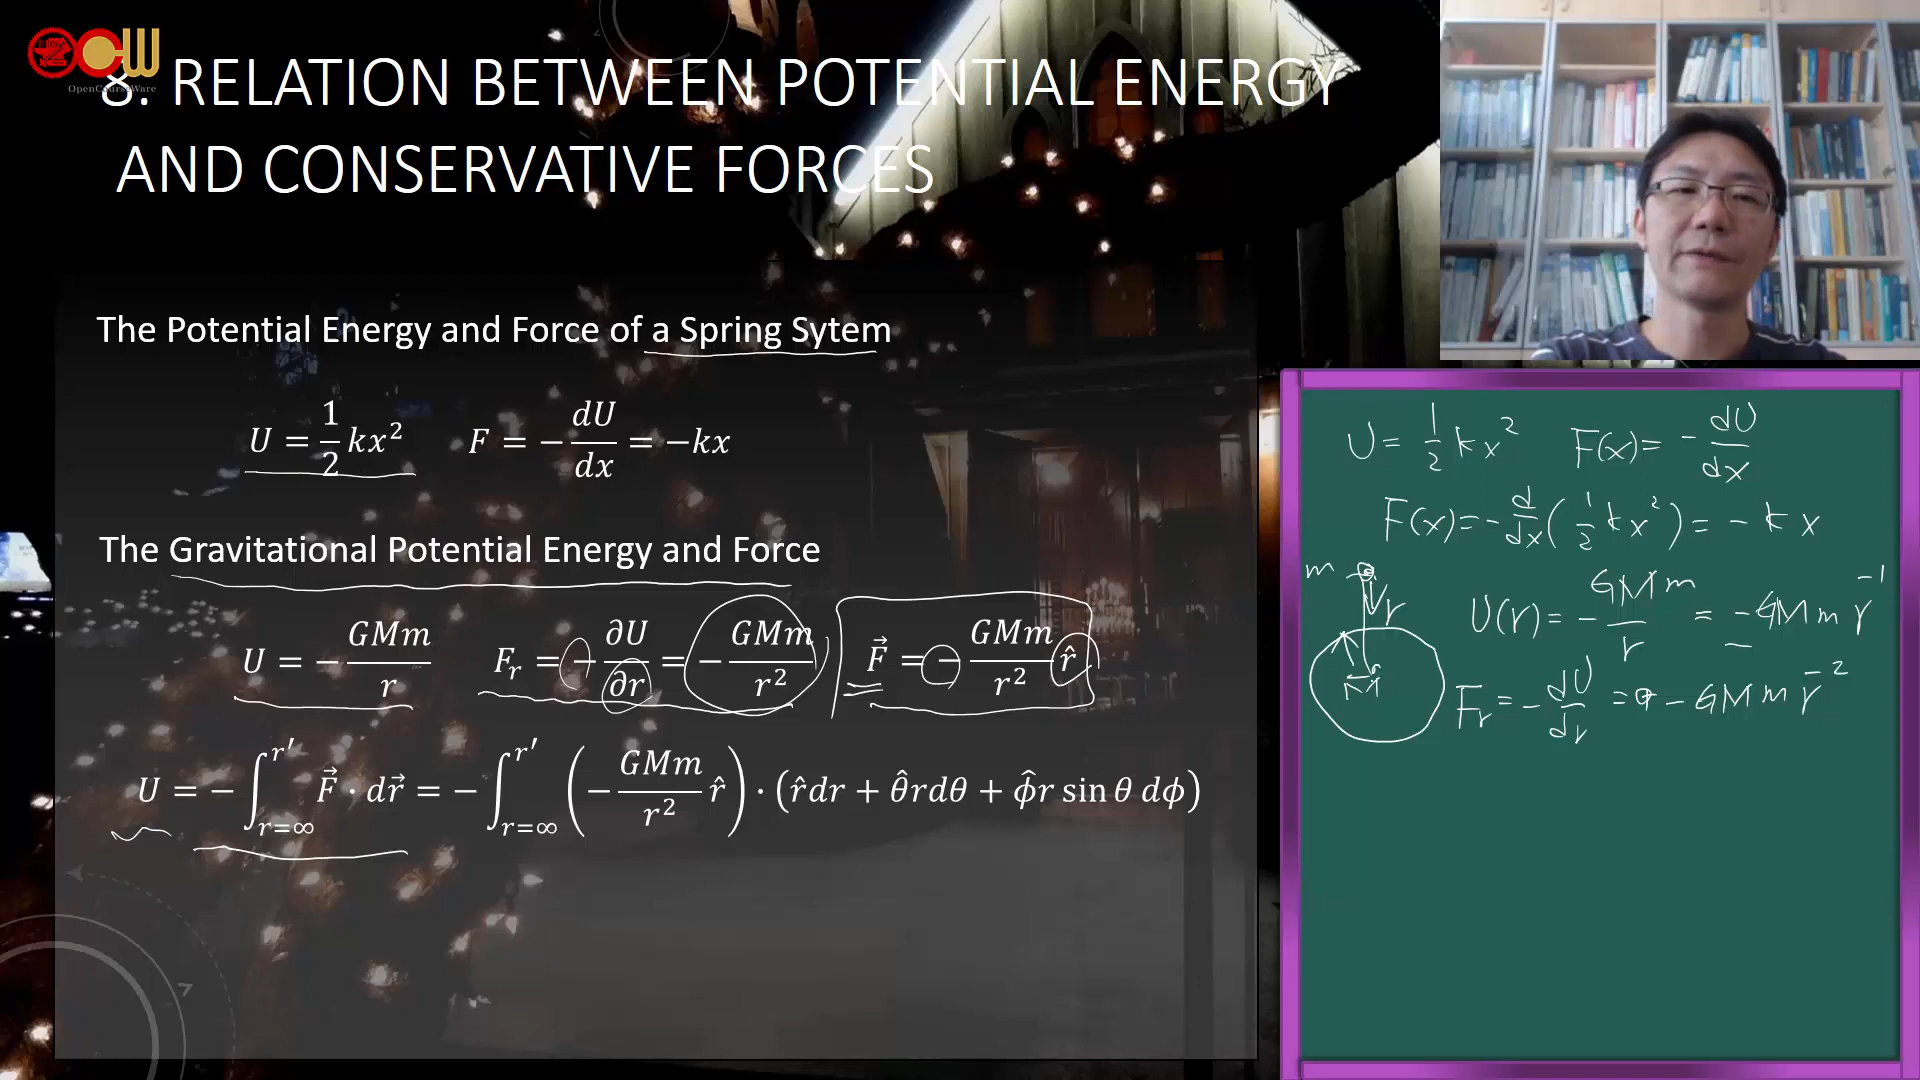 OCW
OpenCourseWare
8. RELATION BETWEEN POTENTIAL ENERGY
AND CONSERVATIVE FORCES
The Potential Energy and Force of a Spring Sytem
U = 1/2 kx² F = −dU/dx = −kx
The Gravitational Potential Energy and Force
U = −GMm/r F_r = −∂U/∂r = −GMm/r² F⃗ = −GMm/r² r̂
U = −∫_{r=∞}^{r′} F⃗ · dr⃗ = −∫_{r=∞}^{r′} (−GMm/r² r̂) · (r̂dr + θ̂rdθ + φ̂r sin θ dφ)
U = 1/2 kx² F(x) = −dU/dx
F(x) = −d/dx(1/2 kx²) = −kx
m r
U(r) = −GMm/r = −GMm r⁻¹
M
F_r = −dU/dr = −GMm r⁻²